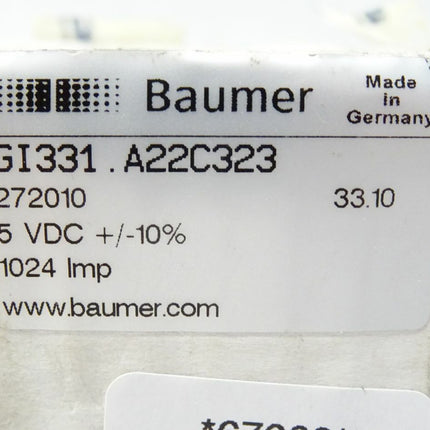 Baumer
Made
in
Germany
GI331.A22C323
272010 33.10
5 VDC +/-10%
1024 Imp
www.baumer.com